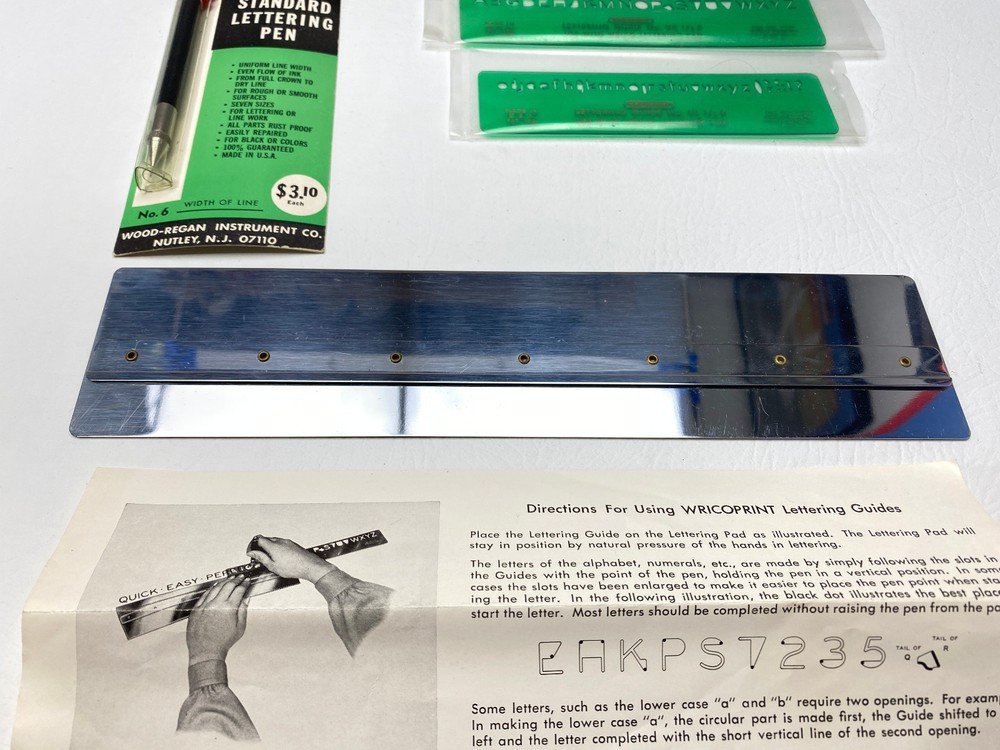 STANDARD
LETTERING
PEN
• UNIFORM LINE WIDTH
• EVEN FLOW OF INK
• FROM FULL CROWN TO
DRY LINE
• FOR ROUGH OR SMOOTH
SURFACES
• SEVEN SIZES
• FOR LETTERING OR
LINE WORK
• ALL PARTS RUST PROOF
• EASILY REPAIRED
• FOR BLACK OR COLORS
• 100% GUARANTEED
• MADE IN U.S.A.
$3.10
Each
No. 6 WIDTH OF LINE
WOOD-REGAN INSTRUMENT CO.
NUTLEY, N.J. 07110
Directions For Using WRICOPRINT Lettering Guides
Place the Lettering Guide on the Lettering Pad as illustrated. The Lettering Pad will
stay in position by natural pressure of the hands in lettering.
The letters of the alphabet, numerals, etc., are made by simply following the slots in
the Guides with the point of the pen, holding the pen in a vertical position. In som
cases the slots have been enlarged to make it easier to place the pen point when sta
ing the letter. In the following illustration, the black dot illustrates the best place
start the letter. Most letters should be completed without raising the pen from the pa
QUICK·EASY·PER
RSTUVWXYZ
EAKPS7235
TAIL OF
Q
TAIL OF
R
Some letters, such as the lower case "a" and "b" require two openings. For exam
In making the lower case "a", the circular part is made first, the Guide shifted to
left and the letter completed with the short vertical line of the second opening.